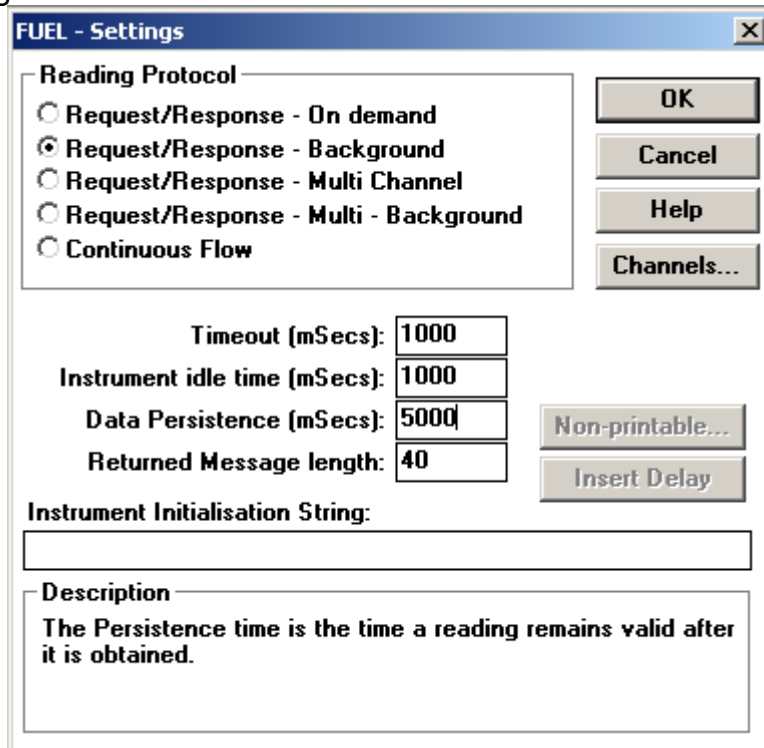 FUEL - Settings
Reading Protocol
Request/Response - On demand
Request/Response - Background
Request/Response - Multi Channel
Request/Response - Multi - Background
Continuous Flow
OK
Cancel
Help
Channels...
Timeout (mSecs): 1000
Instrument idle time (mSecs): 1000
Data Persistence (mSecs): 5000
Returned Message length: 40
Non-printable...
Insert Delay
Instrument Initialisation String:
Description
The Persistence time is the time a reading remains valid after
it is obtained.